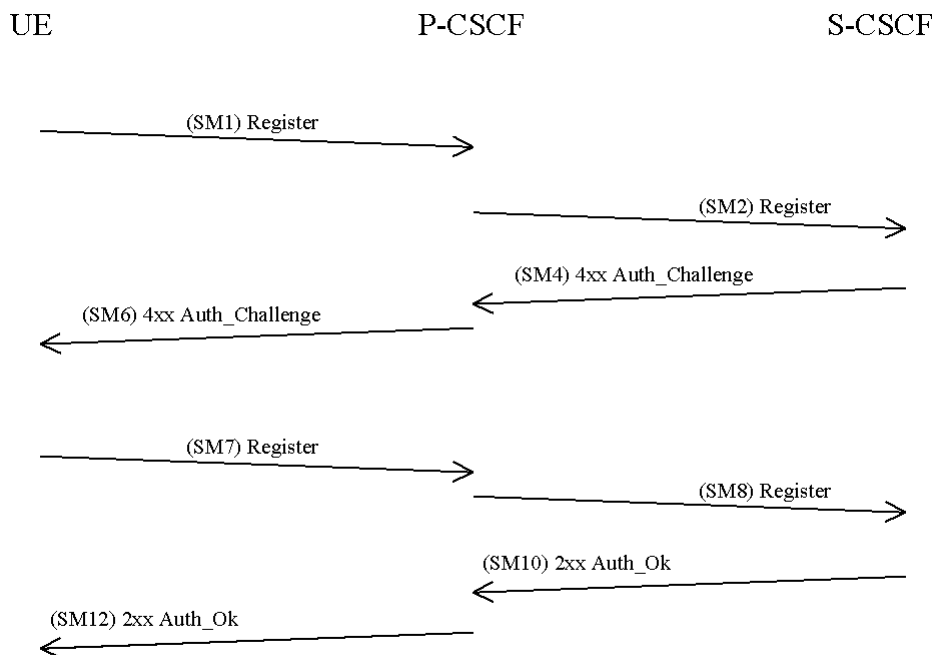 UE P-CSCF S-CSCF
(SM1) Register
(SM2) Register
(SM4) 4xx Auth_Challenge
(SM6) 4xx Auth_Challenge
(SM7) Register
(SM8) Register
(SM10) 2xx Auth_Ok
(SM12) 2xx Auth_Ok